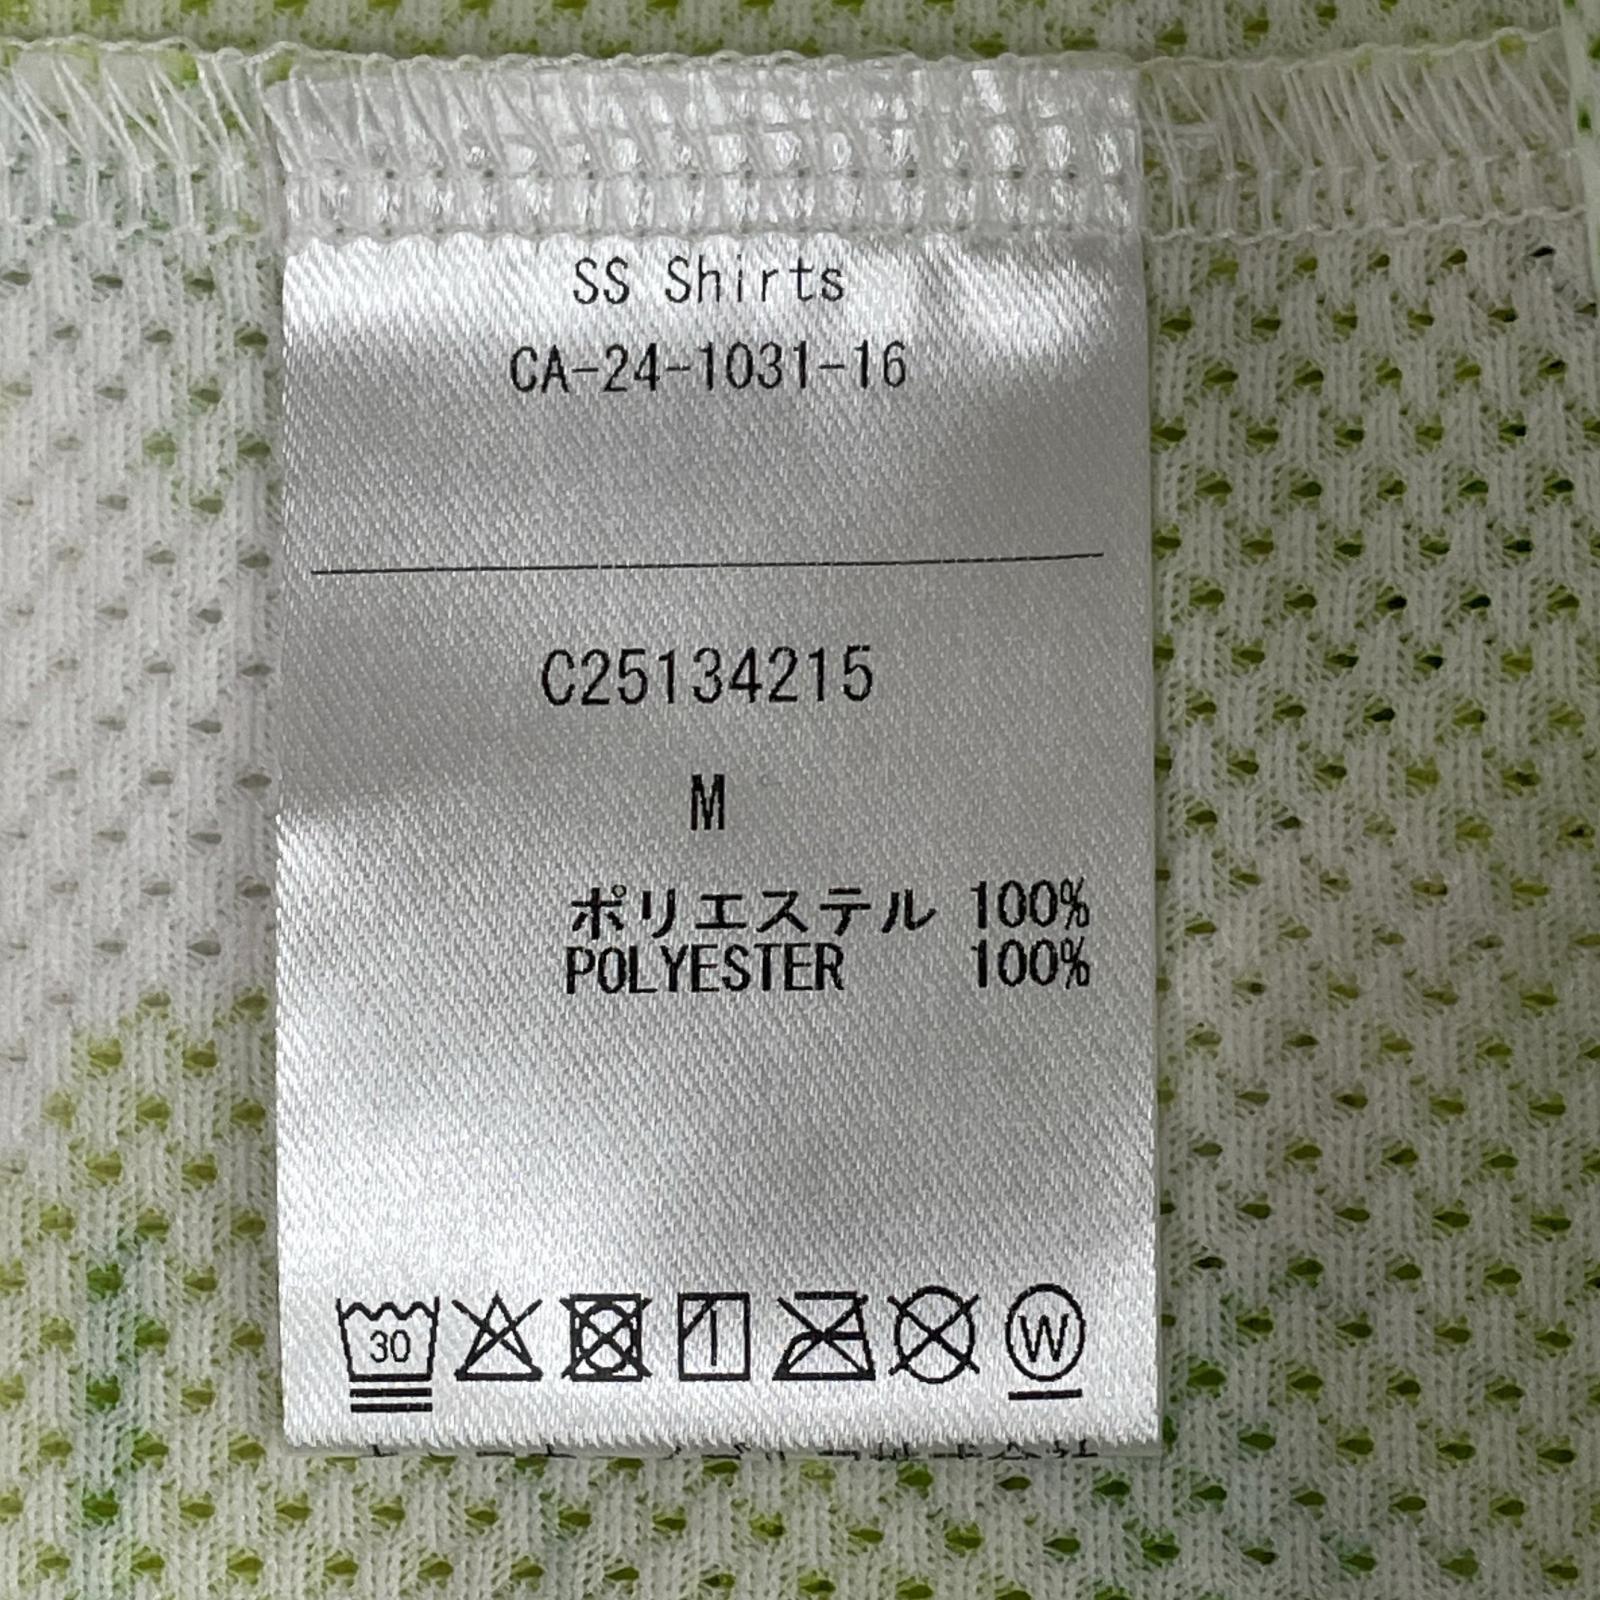 SS Shirts
CA-24-1031-16
C25134215
M
ポリエステル 100%
POLYESTER 100%
30
W